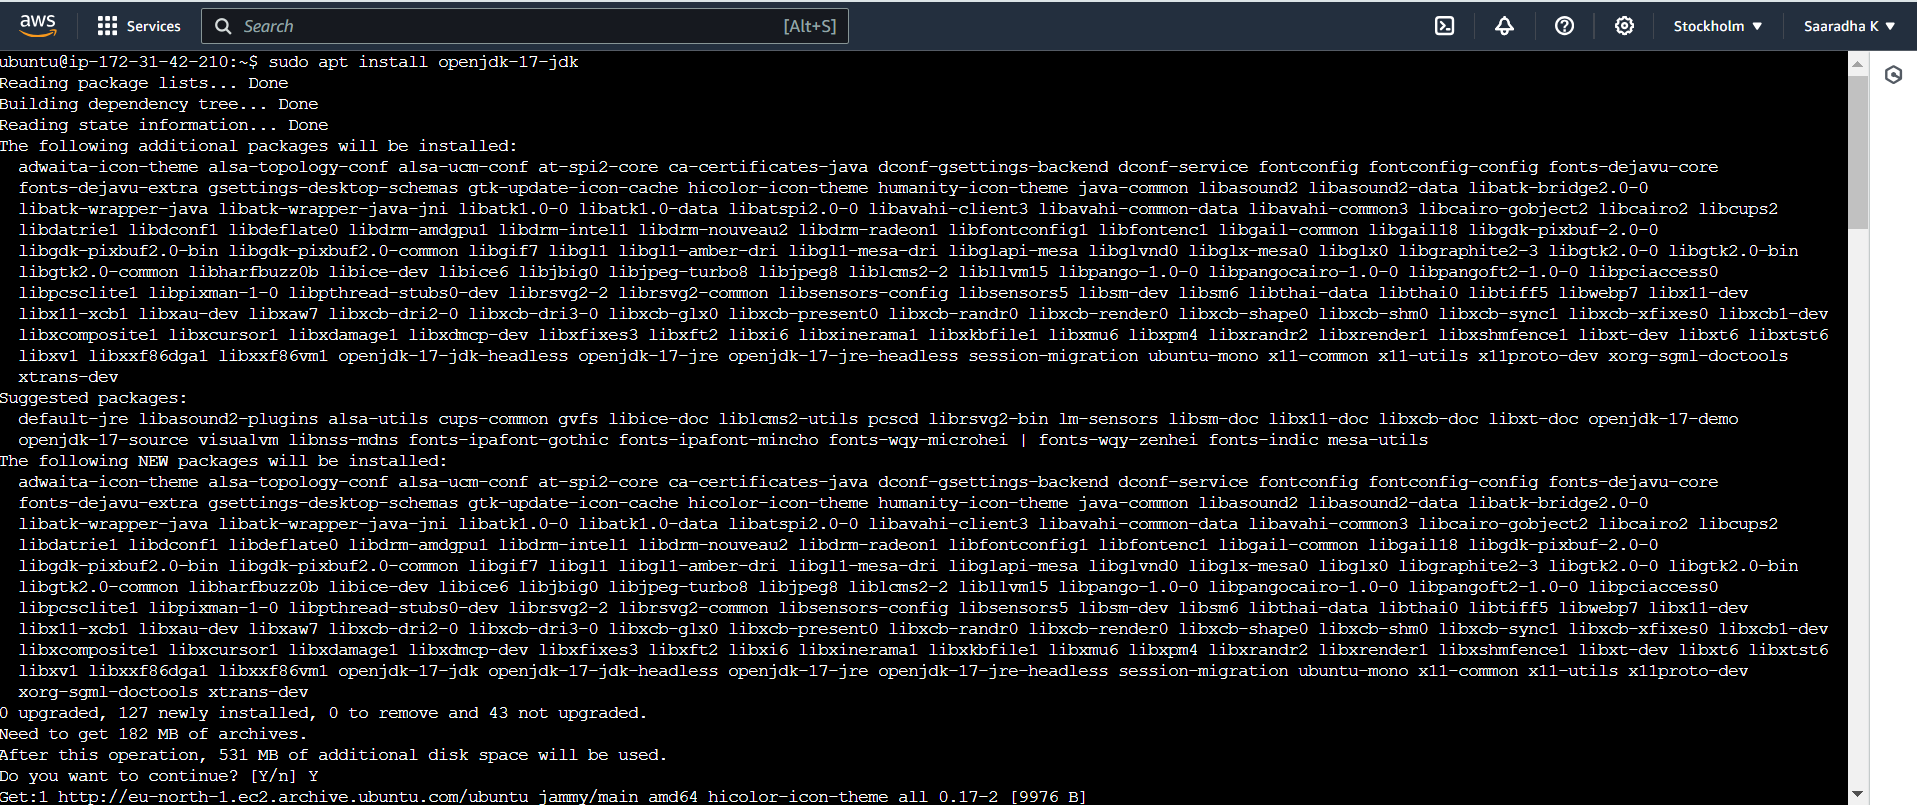 aws
Services
Search
[Alt+S]
Stockholm
Saaradha K
ubuntu@ip-172-31-42-210:~$ sudo apt install openjdk-17-jdk
Reading package lists... Done
Building dependency tree... Done
Reading state information... Done
The following additional packages will be installed:
  adwaita-icon-theme alsa-topology-conf alsa-ucm-conf at-spi2-core ca-certificates-java dconf-gsettings-backend dconf-service fontconfig fontconfig-config fonts-dejavu-core
  fonts-dejavu-extra gsettings-desktop-schemas gtk-update-icon-cache hicolor-icon-theme humanity-icon-theme java-common libasound2 libasound2-data libatk-bridge2.0-0
  libatk-wrapper-java libatk-wrapper-java-jni libatk1.0-0 libatk1.0-data libatspi2.0-0 libavahi-client3 libavahi-common-data libavahi-common3 libcairo-gobject2 libcairo2 libcups2
  libdatrie1 libdconf1 libdeflate0 libdrm-amdgpu1 libdrm-intel1 libdrm-nouveau2 libdrm-radeon1 libfontconfig1 libfontenc1 libgail-common libgail18 libgdk-pixbuf-2.0-0
  libgdk-pixbuf2.0-bin libgdk-pixbuf2.0-common libgif7 libgl1 libgl1-amber-dri libgl1-mesa-dri libglapi-mesa libglvnd0 libglx-mesa0 libglx0 libgraphite2-3 libgtk2.0-0 libgtk2.0-bin
  libgtk2.0-common libharfbuzz0b libice-dev libice6 libjbig0 libjpeg-turbo8 libjpeg8 liblcms2-2 libllvm15 libpango-1.0-0 libpangocairo-1.0-0 libpangoft2-1.0-0 libpciaccess0
  libpcsclite1 libpixman-1-0 libpthread-stubs0-dev librsvg2-2 librsvg2-common libsensors-config libsensors5 libsm-dev libsm6 libthai-data libthai0 libtiff5 libwebp7 libx11-dev
  libx11-xcb1 libxau-dev libxaw7 libxcb-dri2-0 libxcb-dri3-0 libxcb-glx0 libxcb-present0 libxcb-randr0 libxcb-render0 libxcb-shape0 libxcb-shm0 libxcb-sync1 libxcb-xfixes0 libxcb1-dev
  libxcomposite1 libxcursor1 libxdamage1 libxdmcp-dev libxfixes3 libxft2 libxi6 libxinerama1 libxkbfile1 libxmu6 libxpm4 libxrandr2 libxrender1 libxshmfence1 libxt-dev libxt6 libxtst6
  libxv1 libxxf86dga1 libxxf86vm1 openjdk-17-jdk-headless openjdk-17-jre openjdk-17-jre-headless session-migration ubuntu-mono x11-common x11-utils x11proto-dev xorg-sgml-doctools
  xtrans-dev
Suggested packages:
  default-jre libasound2-plugins alsa-utils cups-common gvfs libice-doc liblcms2-utils pcscd librsvg2-bin lm-sensors libsm-doc libx11-doc libxcb-doc libxt-doc openjdk-17-demo
  openjdk-17-source visualvm libnss-mdns fonts-ipafont-gothic fonts-ipafont-mincho fonts-wqy-microhei | fonts-wqy-zenhei fonts-indic mesa-utils
The following NEW packages will be installed:
  adwaita-icon-theme alsa-topology-conf alsa-ucm-conf at-spi2-core ca-certificates-java dconf-gsettings-backend dconf-service fontconfig fontconfig-config fonts-dejavu-core
  fonts-dejavu-extra gsettings-desktop-schemas gtk-update-icon-cache hicolor-icon-theme humanity-icon-theme java-common libasound2 libasound2-data libatk-bridge2.0-0
  libatk-wrapper-java libatk-wrapper-java-jni libatk1.0-0 libatk1.0-data libatspi2.0-0 libavahi-client3 libavahi-common-data libavahi-common3 libcairo-gobject2 libcairo2 libcups2
  libdatrie1 libdconf1 libdeflate0 libdrm-amdgpu1 libdrm-intel1 libdrm-nouveau2 libdrm-radeon1 libfontconfig1 libfontenc1 libgail-common libgail18 libgdk-pixbuf-2.0-0
  libgdk-pixbuf2.0-bin libgdk-pixbuf2.0-common libgif7 libgl1 libgl1-amber-dri libgl1-mesa-dri libglapi-mesa libglvnd0 libglx-mesa0 libglx0 libgraphite2-3 libgtk2.0-0 libgtk2.0-bin
  libgtk2.0-common libharfbuzz0b libice-dev libice6 libjbig0 libjpeg-turbo8 libjpeg8 liblcms2-2 libllvm15 libpango-1.0-0 libpangocairo-1.0-0 libpangoft2-1.0-0 libpciaccess0
  libpcsclite1 libpixman-1-0 libpthread-stubs0-dev librsvg2-2 librsvg2-common libsensors-config libsensors5 libsm-dev libsm6 libthai-data libthai0 libtiff5 libwebp7 libx11-dev
  libx11-xcb1 libxau-dev libxaw7 libxcb-dri2-0 libxcb-dri3-0 libxcb-glx0 libxcb-present0 libxcb-randr0 libxcb-render0 libxcb-shape0 libxcb-shm0 libxcb-sync1 libxcb-xfixes0 libxcb1-dev
  libxcomposite1 libxcursor1 libxdamage1 libxdmcp-dev libxfixes3 libxft2 libxi6 libxinerama1 libxkbfile1 libxmu6 libxpm4 libxrandr2 libxrender1 libxshmfence1 libxt-dev libxt6 libxtst6
  libxv1 libxxf86dga1 libxxf86vm1 openjdk-17-jdk openjdk-17-jdk-headless openjdk-17-jre openjdk-17-jre-headless session-migration ubuntu-mono x11-common x11-utils x11proto-dev
  xorg-sgml-doctools xtrans-dev
0 upgraded, 127 newly installed, 0 to remove and 43 not upgraded.
Need to get 182 MB of archives.
After this operation, 531 MB of additional disk space will be used.
Do you want to continue? [Y/n] Y
Get:1 http://eu-north-1.ec2.archive.ubuntu.com/ubuntu jammy/main amd64 hicolor-icon-theme all 0.17-2 [9976 B]